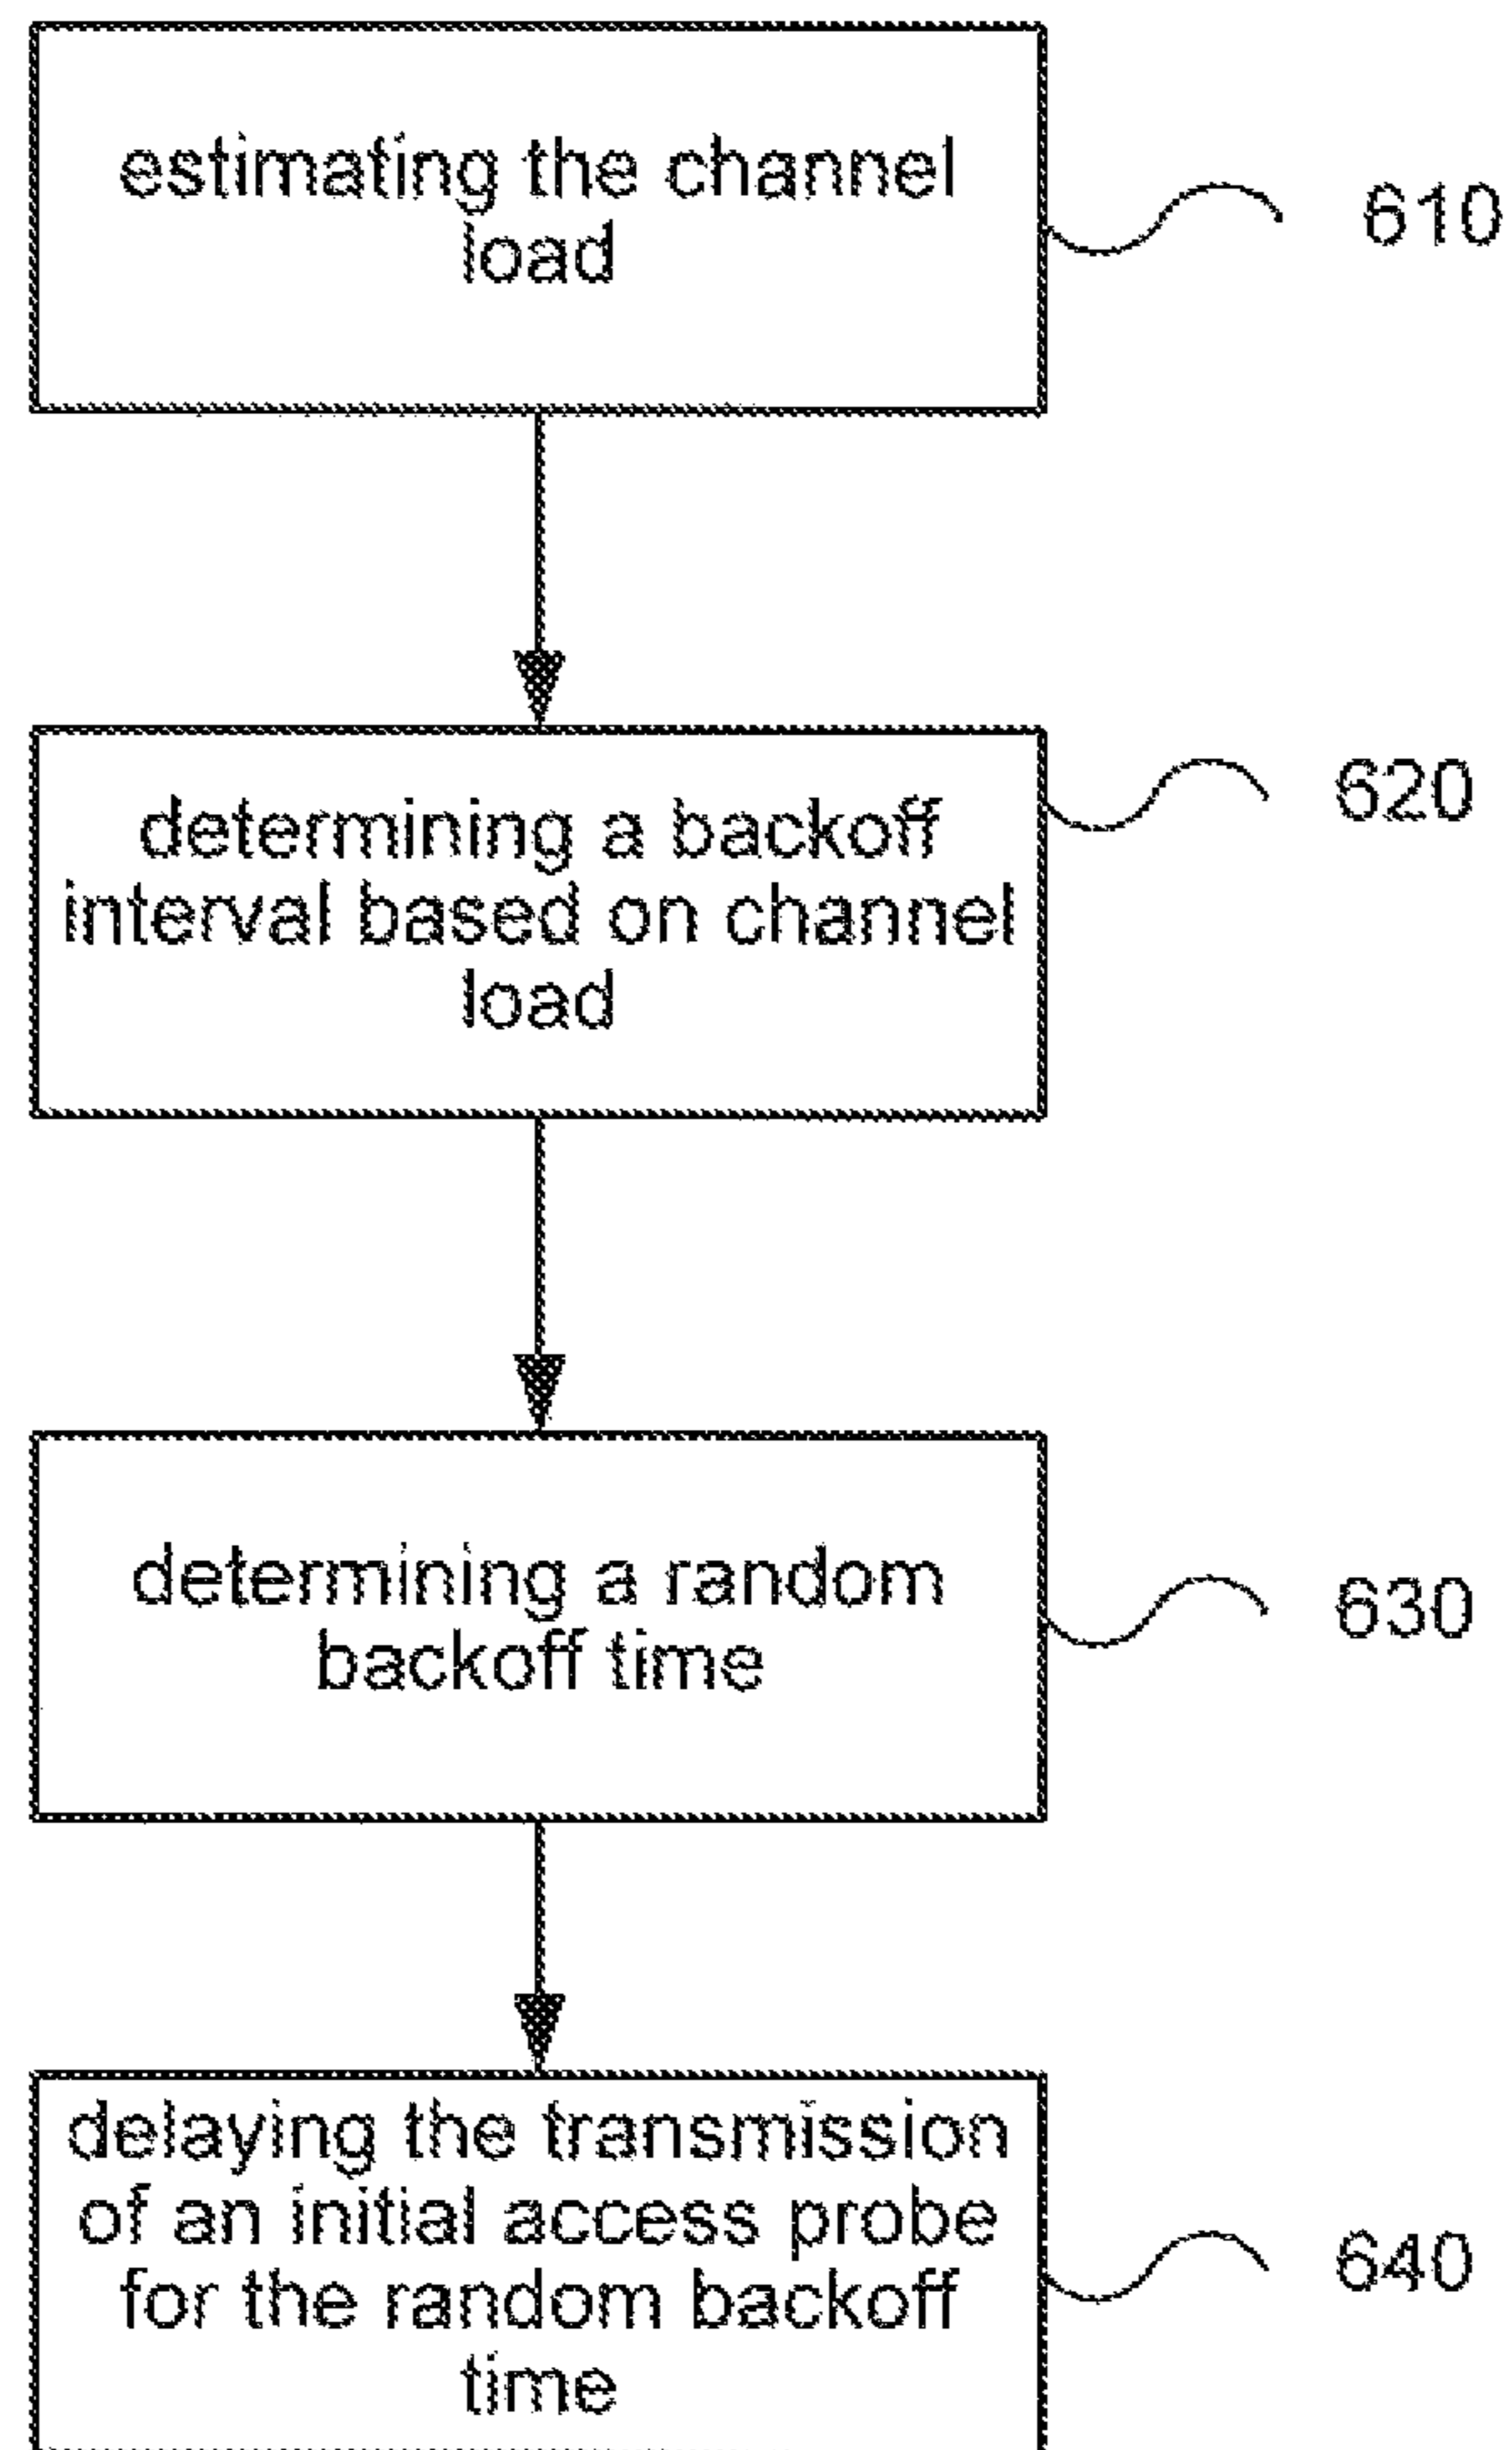 estimating the channel
load
610
determining a backoff
interval based on channel
load
620
determining a random
backoff time
630
delaying the transmission
of an initial access probe
for the random backoff
time
640